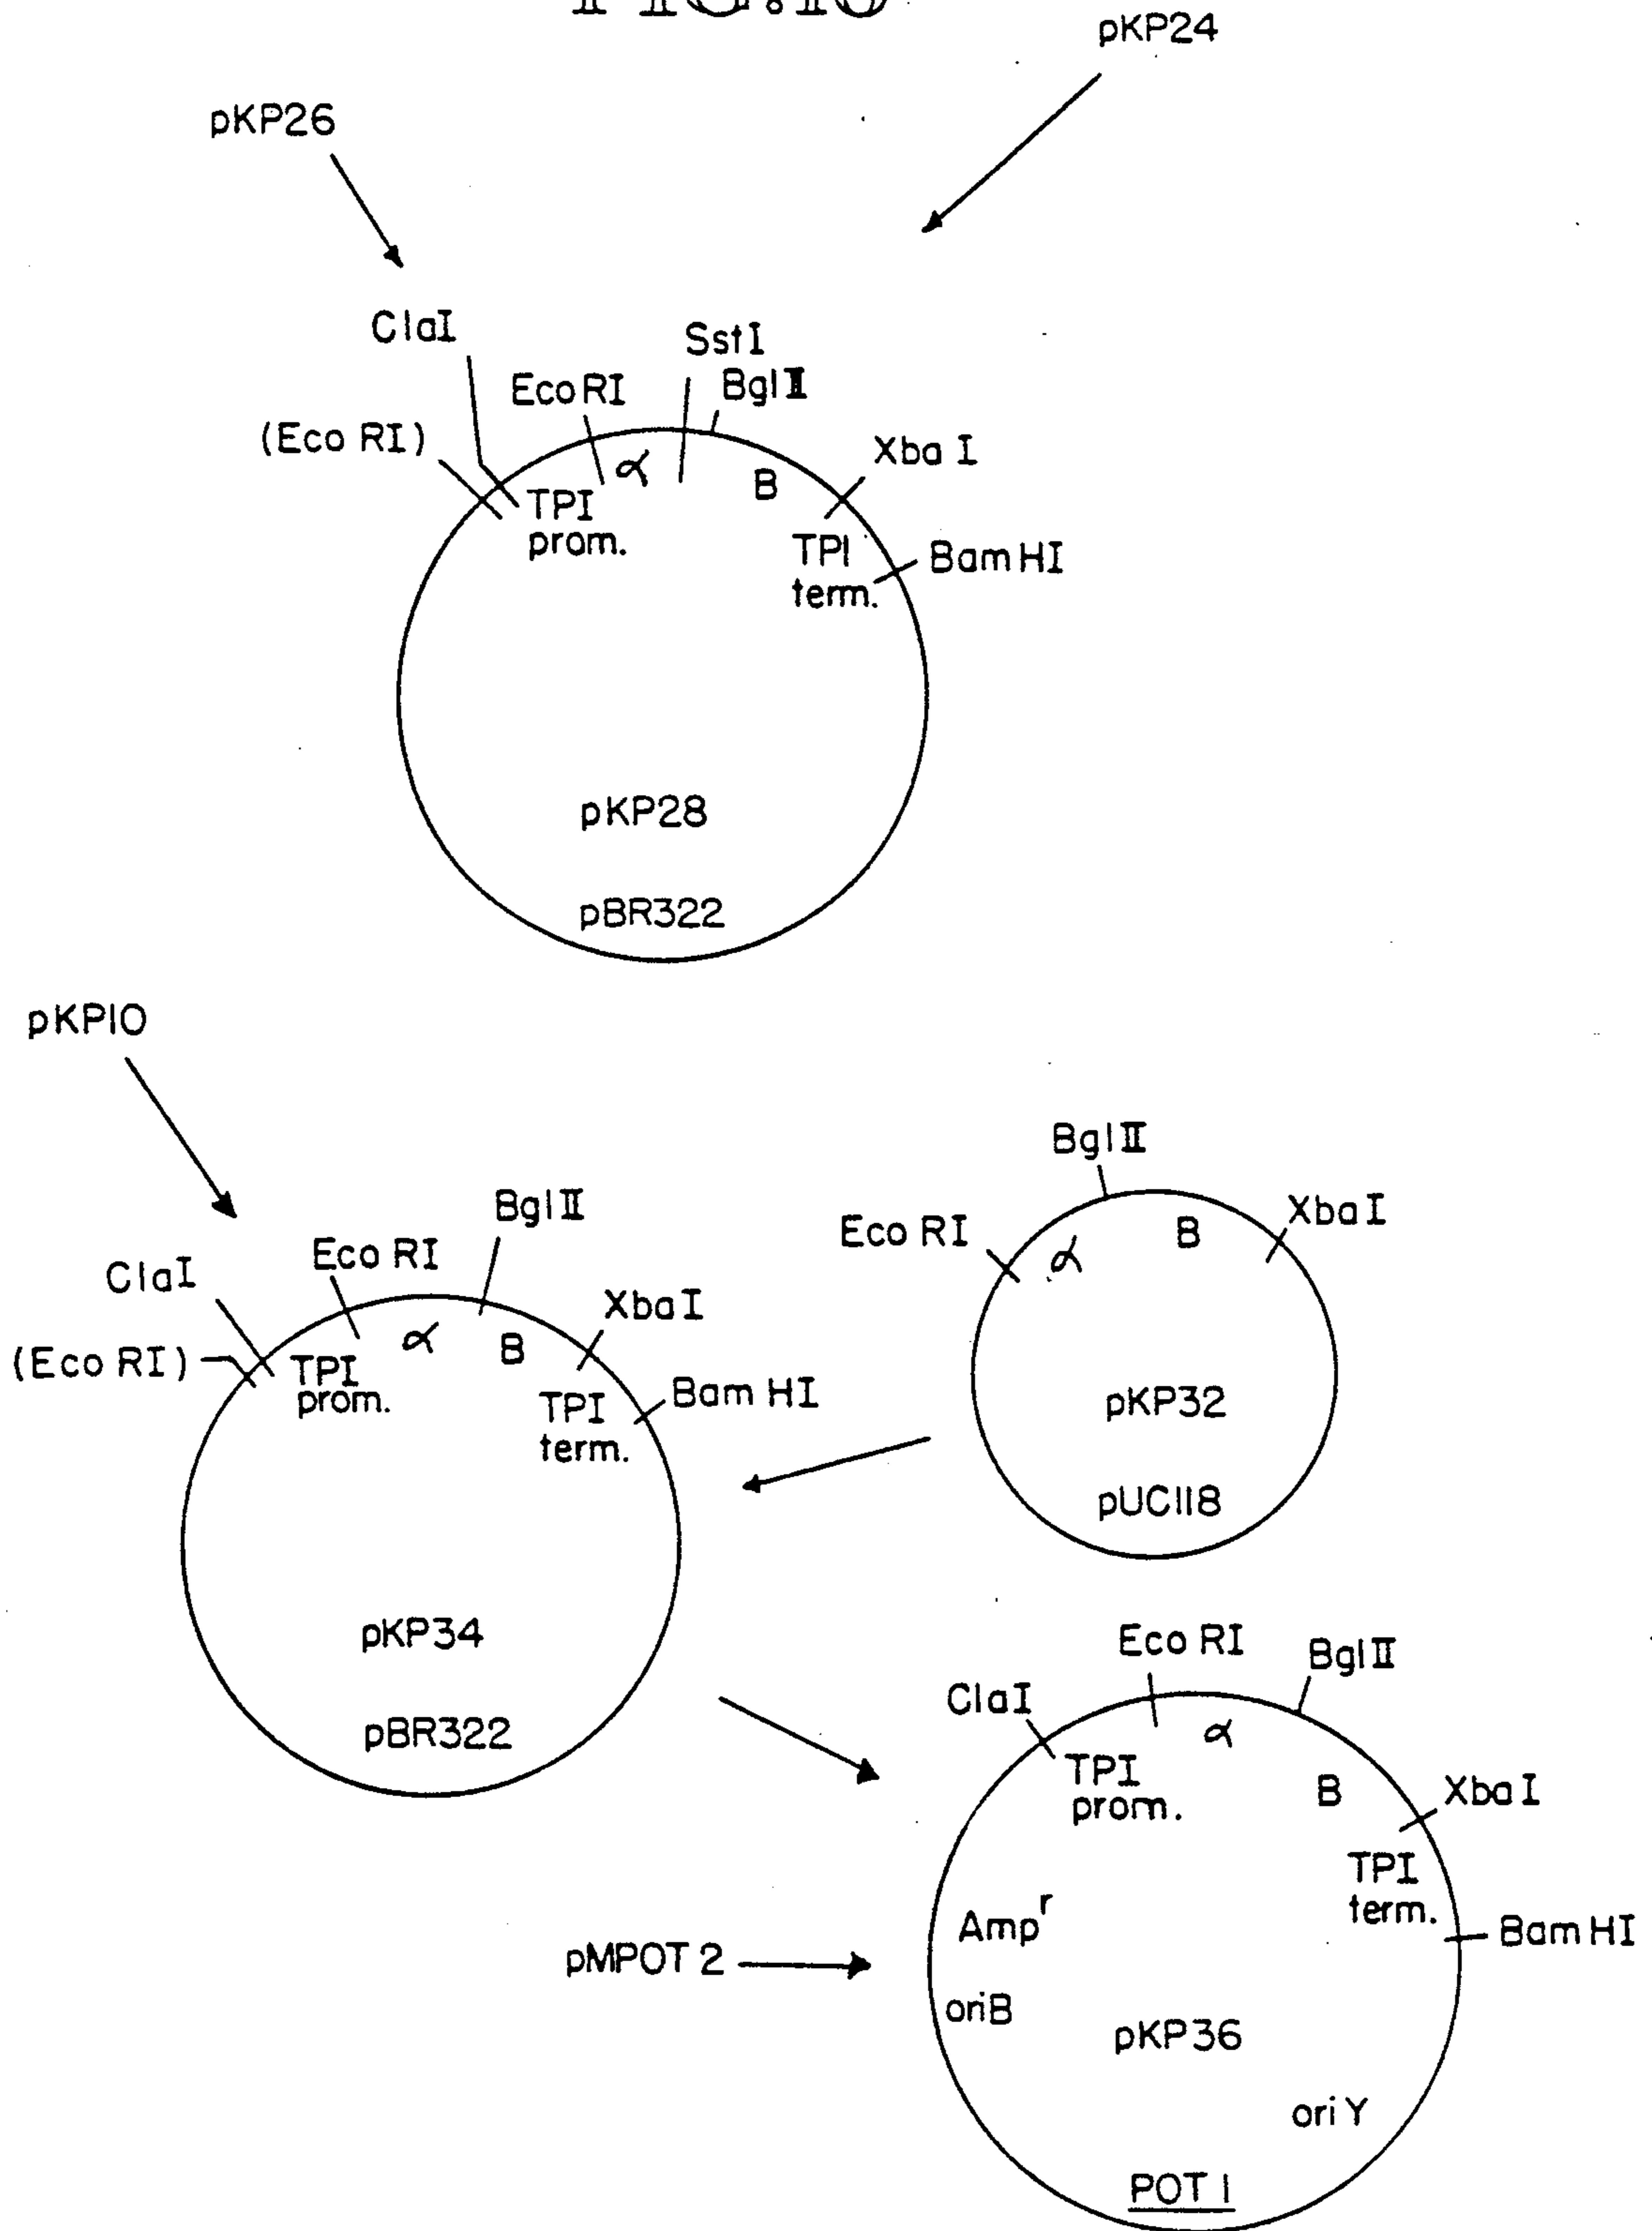 pKP24
pKP26
ClaI
SstI
EcoRI
BglII
(Eco RI)
Xba I
α
B
TPI
prom.
TPI
term.
Bam HI
pKP28
pBR322
pKP10
BglII
Eco RI
XbaI
α
B
pKP32
pUC118
BglII
Eco RI
ClaI
XbaI
(Eco RI)
α
B
TPI
prom.
Bam HI
TPI
term.
pKP34
pBR322
Eco RI
BglII
ClaI
α
TPI
prom.
B
XbaI
TPI
term.
Amp r
Bam HI
pMPOT 2
oriB
pKP36
ori Y
POT 1